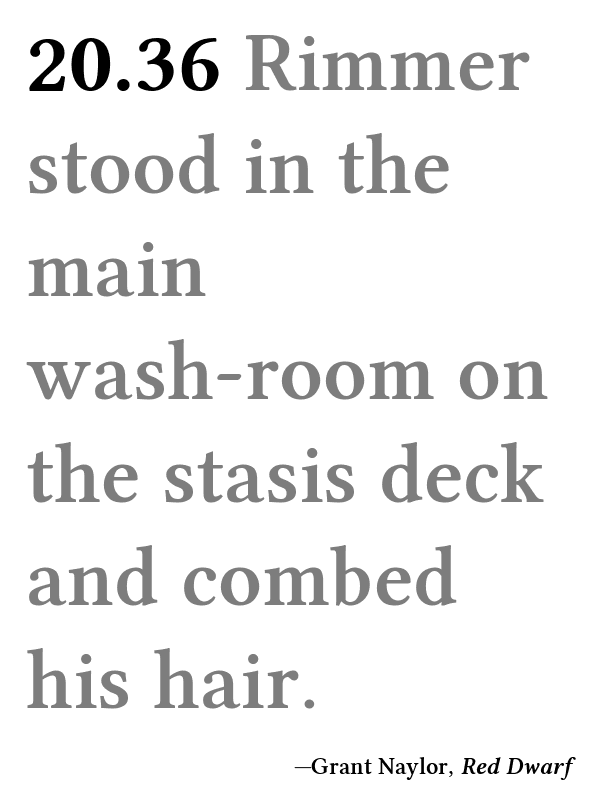 20.36 Rimmer
stood in the
main
wash-room on
the stasis deck
and combed
his hair.
—Grant Naylor, Red Dwarf